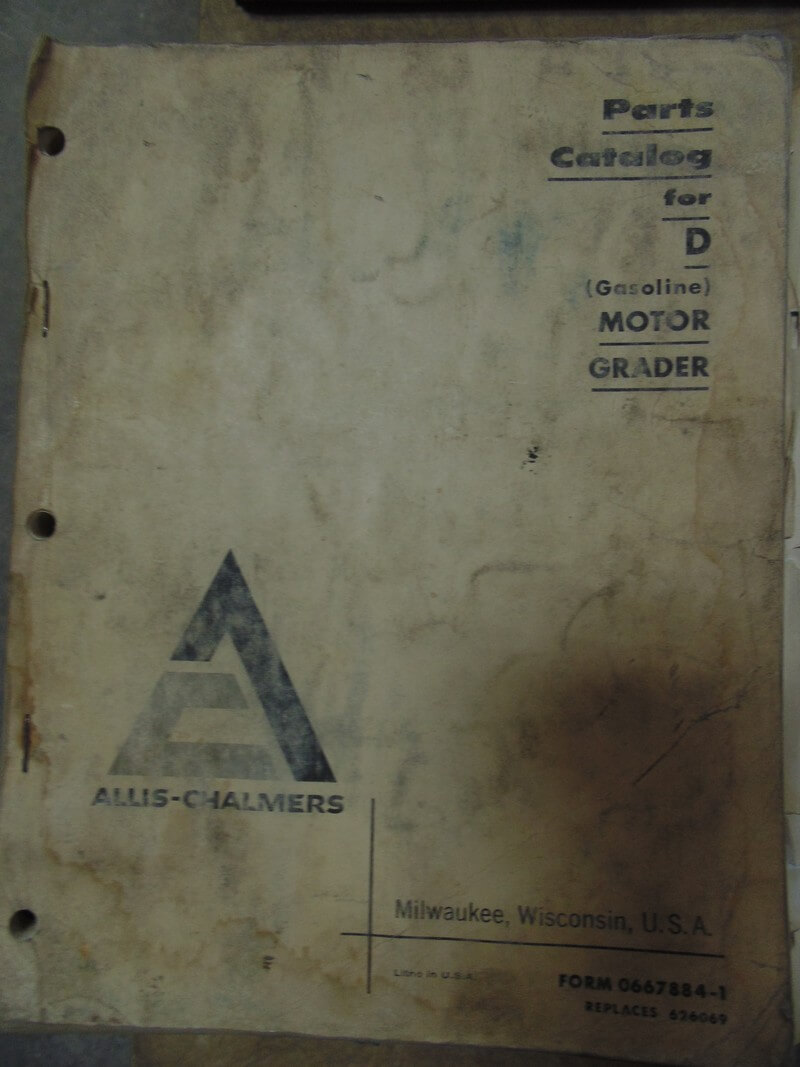 Parts
Catalog
for
D
(Gasoline)
MOTOR
GRADER
ALLIS-CHALMERS
Milwaukee, Wisconsin, U.S.A.
Litho in U.S.A.
FORM 0667884-1
REPLACES 626069